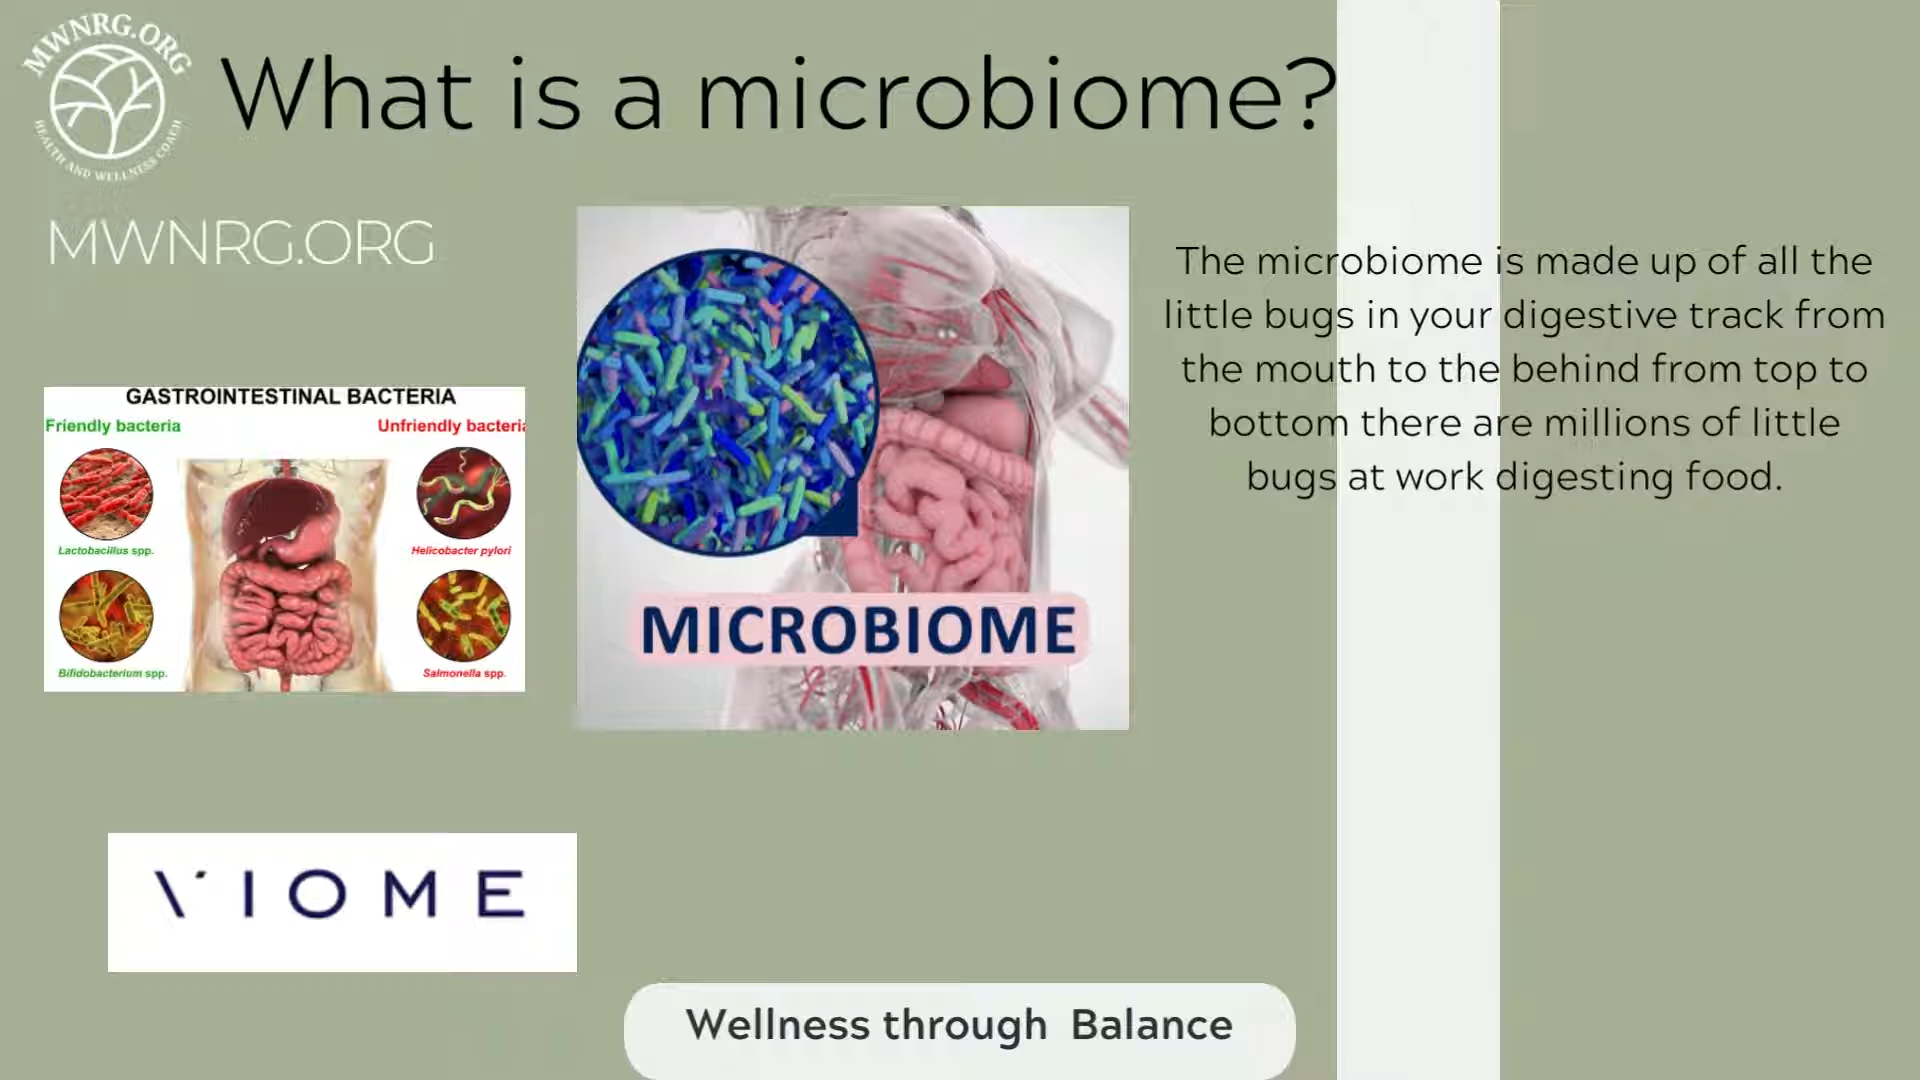 MWNRG.ORG
HEALTH AND WELLNESS COACH
What is a microbiome?
MWNRG.ORG
GASTROINTESTINAL BACTERIA
Friendly bacteria
Unfriendly bacteria
Lactobacillus spp.
Helicobacter pylori
Bifidobacterium spp.
Salmonella spp.
MICROBIOME
The microbiome is made up of all the
little bugs in your digestive track from
the mouth to the behind from top to
bottom there are millions of little
bugs at work digesting food.
VIOME
Wellness through Balance